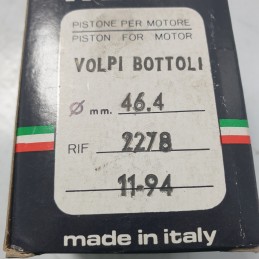 PISTONE PER MOTORE
PISTON FOR MOTOR
VOLPI BOTTOLI
Ø mm. 46.4
RIF 2278
11-94
made in italy